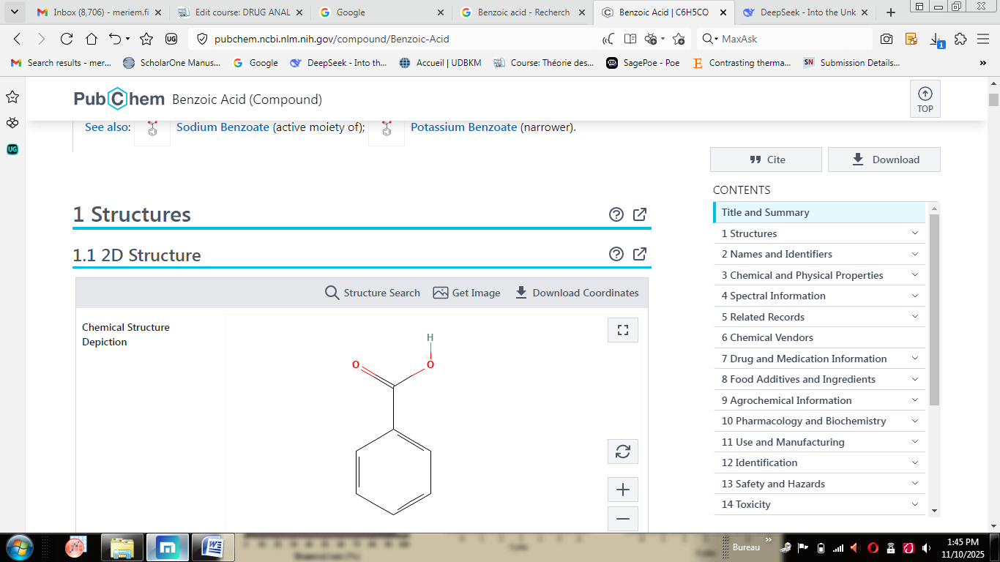 Inbox (8,706) - meriem.fi
Edit course: DRUG ANAL
Google
Benzoic acid - Recherch
Benzoic Acid | C6H5CO
DeepSeek - Into the Unk
pubchem.ncbi.nlm.nih.gov/compound/Benzoic-Acid
MaxAsk
1
Search results - mer...
ScholarOne Manus...
Google
DeepSeek - Into th...
Accueil | UDBKM
Course: Théorie des...
SagePoe - Poe
Contrasting therma...
SN Submission Details...
UG
PubChem Benzoic Acid (Compound)
TOP
See also: Sodium Benzoate (active moiety of); Potassium Benzoate (narrower).
Cite
Download
1 Structures
1.1 2D Structure
Structure Search
Get Image
Download Coordinates
Chemical Structure
Depiction
H
O
O
CONTENTS
Title and Summary
1 Structures
2 Names and Identifiers
3 Chemical and Physical Properties
4 Spectral Information
5 Related Records
6 Chemical Vendors
7 Drug and Medication Information
8 Food Additives and Ingredients
9 Agrochemical Information
10 Pharmacology and Biochemistry
11 Use and Manufacturing
12 Identification
13 Safety and Hazards
14 Toxicity
Bureau
1:45 PM
11/10/2025